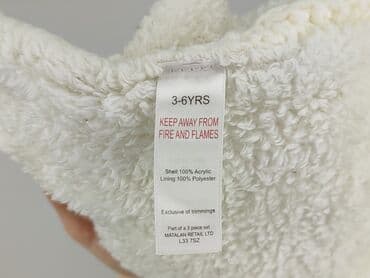 3-6YRS
KEEP AWAY FROM
FIRE AND FLAMES
Shell 100% Acrylic
Lining 100% Polyester
Exclusive of trimmings
Part of a 3 piece set
MATALAN RETAIL LTD
L33 7SZ